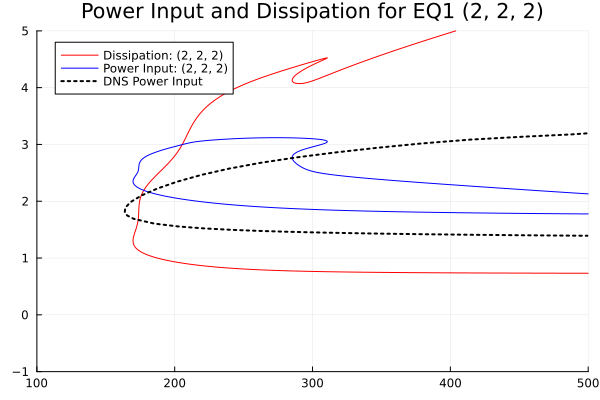 Power Input and Dissipation for EQ1 (2, 2, 2)
Dissipation: (2, 2, 2)
Power Input: (2, 2, 2)
DNS Power Input
5
4
3
2
1
0
−1
100 200 300 400 500